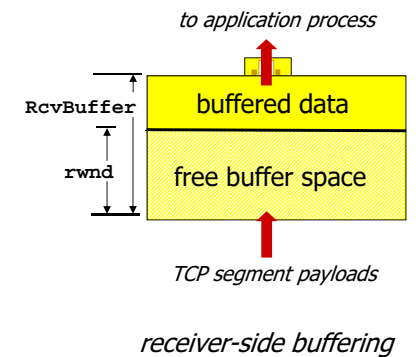 to application process
RcvBuffer
buffered data
rwnd
free buffer space
TCP segment payloads
receiver-side buffering